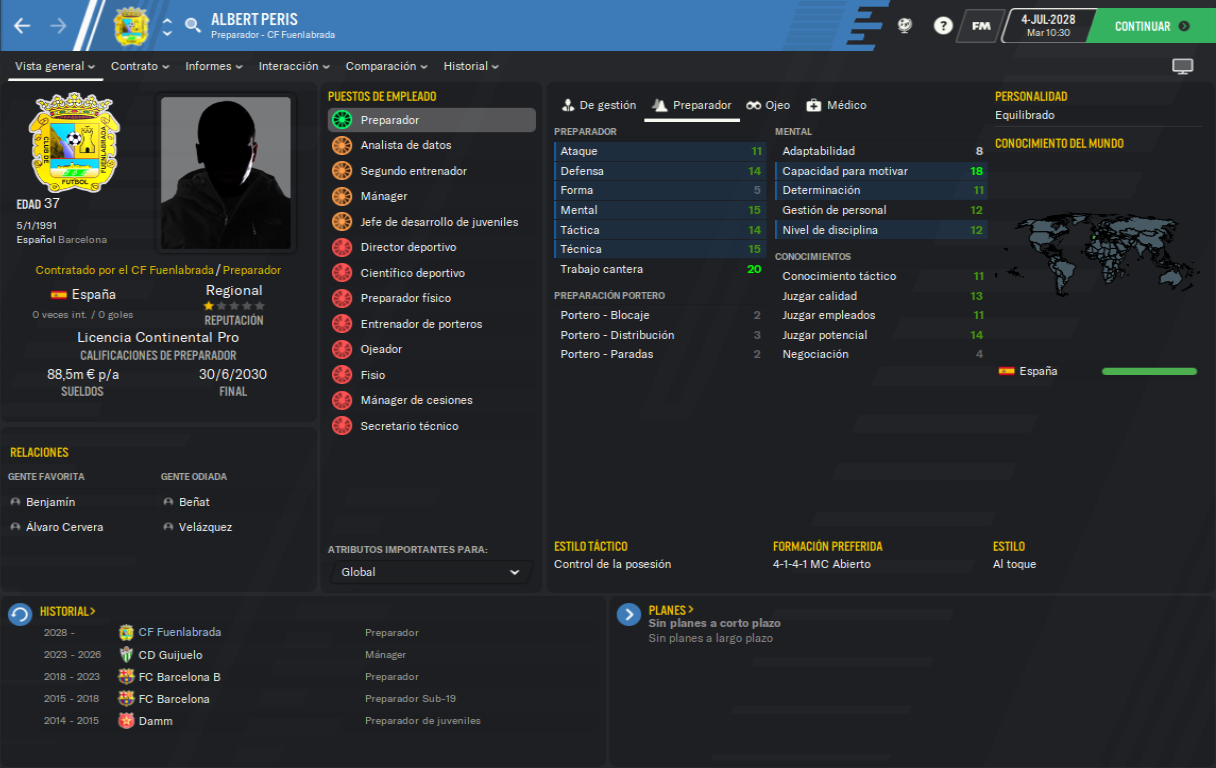 ALBERT PERIS
Preparador - CF Fuenlabrada
FM
4-JUL-2028
Mar 10:30
CONTINUAR
Vista general
Contrato
Informes
Interacción
Comparación
Historial
CLUB DE
FUENLABRADA
FUTBOL
EDAD 37
5/1/1991
Español Barcelona
Contratado por el CF Fuenlabrada / Preparador
España
0 veces int. / 0 goles
Regional
REPUTACIÓN
Licencia Continental Pro
CALIFICACIONES DE PREPARADOR
88,5m € p/a
SUELDOS
30/6/2030
FINAL
RELACIONES
GENTE FAVORITA
Benjamín
Álvaro Cervera
GENTE ODIADA
Beñat
Velázquez
PUESTOS DE EMPLEADO
Preparador
Analista de datos
Segundo entrenador
Mánager
Jefe de desarrollo de juveniles
Director deportivo
Científico deportivo
Preparador físico
Entrenador de porteros
Ojeador
Fisio
Mánager de cesiones
Secretario técnico
ATRIBUTOS IMPORTANTES PARA:
Global
De gestión
Preparador
Ojeo
Médico
PREPARADOR
Ataque 11
Defensa 14
Forma 5
Mental 15
Táctica 14
Técnica 15
Trabajo cantera 20
PREPARACIÓN PORTERO
Portero - Blocaje 2
Portero - Distribución 3
Portero - Paradas 2
MENTAL
Adaptabilidad 8
Capacidad para motivar 18
Determinación 11
Gestión de personal 12
Nivel de disciplina 12
CONOCIMIENTOS
Conocimiento táctico 11
Juzgar calidad 13
Juzgar empleados 11
Juzgar potencial 14
Negociación 4
PERSONALIDAD
Equilibrado
CONOCIMIENTO DEL MUNDO
España
ESTILO TÁCTICO
Control de la posesión
FORMACIÓN PREFERIDA
4-1-4-1 MC Abierto
ESTILO
Al toque
HISTORIAL >
2028 - CF Fuenlabrada Preparador
2023 - 2026 CD Guijuelo Mánager
2018 - 2023 FC Barcelona B Preparador
2015 - 2018 FC Barcelona Preparador Sub-19
2014 - 2015 Damm Preparador de juveniles
PLANES >
Sin planes a corto plazo
Sin planes a largo plazo